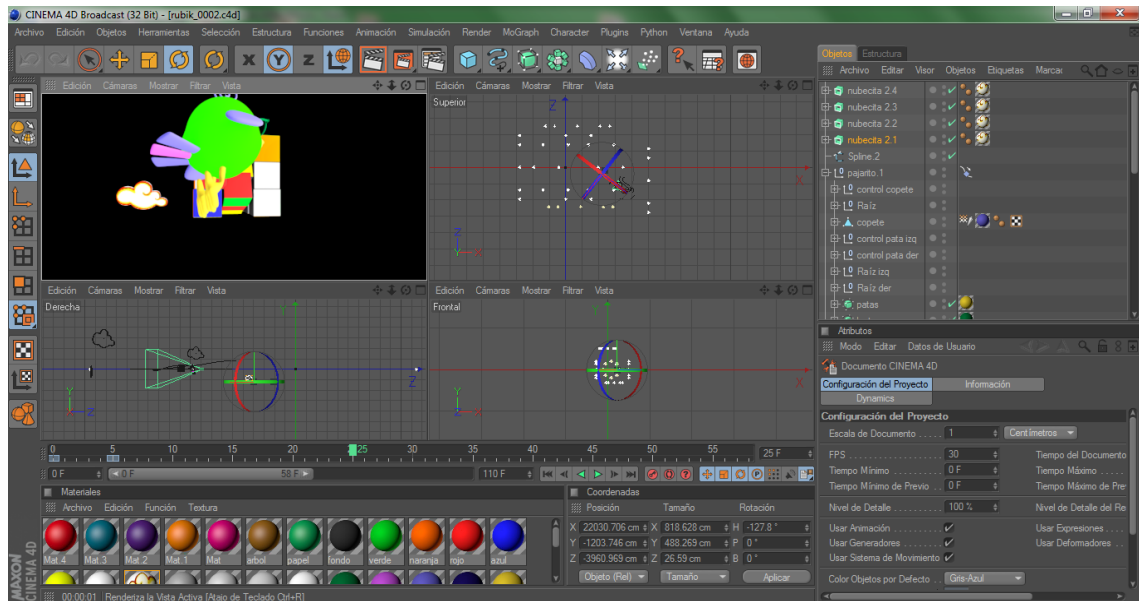 CINEMA 4D Broadcast (32 Bit) - [rubik_0002.c4d]
Archivo Edición Objetos Herramientas Selección Estructura Funciones Animación Simulación Render MoGraph Character Plugins Python Ventana Ayuda
X Y Z
Objetos Estructura
Archivo Editar Visor Objetos Etiquetas Marcac
nubecita 2.4
nubecita 2.3
nubecita 2.2
nubecita 2.1
Spline.2
pajarito.1
control copete
Raíz
copete
control pata izq
control pata der
Raíz izq
Raíz der
patas
Edición Cámaras Mostrar Filtrar Vista
Edición Cámaras Mostrar Filtrar Vista
Superior
Z
X
Z
Y X
Edición Cámaras Mostrar Filtrar Vista
Derecha
Y
Z
Y
X Z
Edición Cámaras Mostrar Filtrar Vista
Frontal
Y
X
Y
Z X
0 5 10 15 20 25 30 35 40 45 50 55 25 F
0 F 0 F 58 F 110 F
Materiales
Archivo Edición Función Textura
Mat.4 Mat.3 Mat.2 Mat.1 Mat arbol papel fondo verde naranja rojo azul
Coordenadas
Posición Tamaño Rotación
X 22030.706 cm X 818.628 cm H -127.8 °
Y -1203.746 cm Y 488.269 cm P 0 °
Z -3960.969 cm Z 26.59 cm B 0 °
Objeto (Rel) Tamaño Aplicar
Atributos
Modo Editar Datos de Usuario
Documento CINEMA 4D
Configuración del Proyecto Información
Dynamics
Configuración del Proyecto
Escala de Documento 1 Centímetros
FPS 30 Tiempo del Documento
Tiempo Mínimo 0 F Tiempo Máximo
Tiempo Mínimo de Previo 0 F Tiempo Máximo de Pre
Nivel de Detalle 100 % Nivel de Detalle del Re
Usar Animación Usar Expresiones
Usar Generadores Usar Deformadores
Usar Sistema de Movimiento
Color Objetos por Defecto Gris-Azul
MAXON
CINEMA 4D
00:00:01 Renderiza la Vista Activa [Atajo de Teclado Ctrl+R]